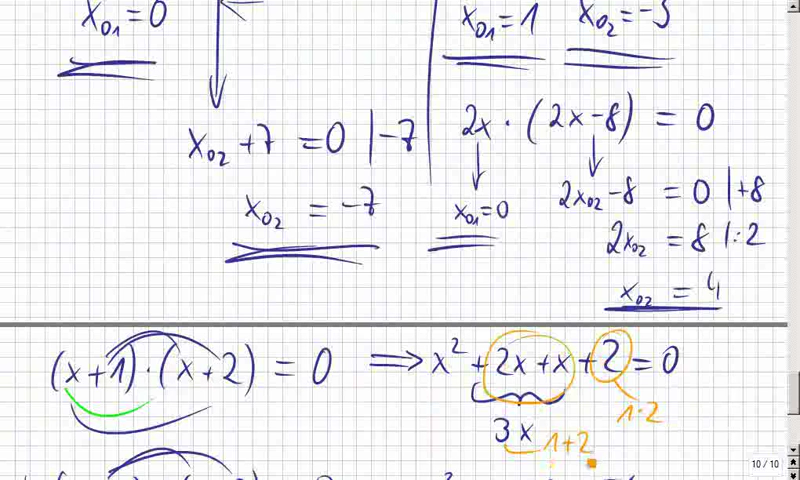 x₀₁=0
x₀₂+7 =0 |-7
x₀₂ = -7
x₀₁=1 x₀₂=-5
2x · (2x-8) = 0
x₀₁=0
2x₀₂-8 = 0 |+8
2x₀₂ = 8 |:2
x₀₂ = 4
(x+1)·(x+2) = 0 ⟹ x²+2x+x+2=0
1·2
3x 1+2
10/10